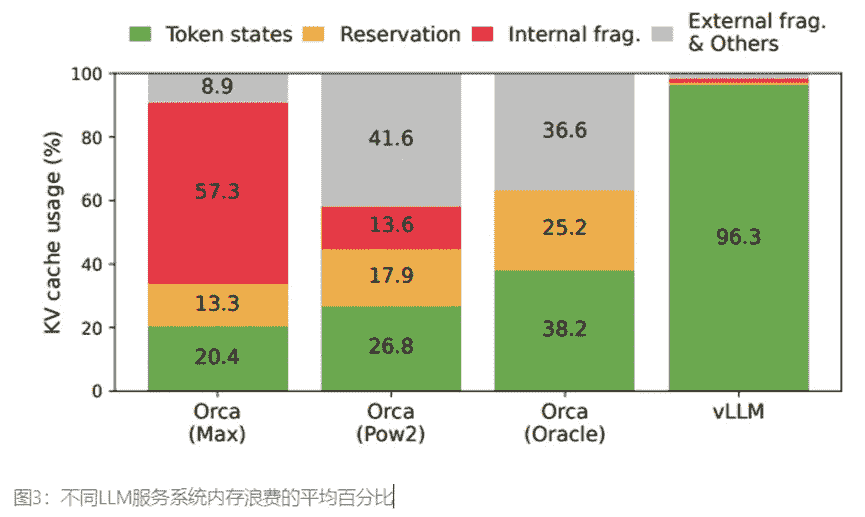 Token states
Reservation
Internal frag.
External frag.
& Others
KV cache usage (%)
100
80
60
40
20
0
8.9
57.3
13.3
20.4
41.6
13.6
17.9
26.8
36.6
25.2
38.2
96.3
Orca
(Max)
Orca
(Pow2)
Orca
(Oracle)
vLLM
图3：不同LLM服务系统内存浪费的平均百分比